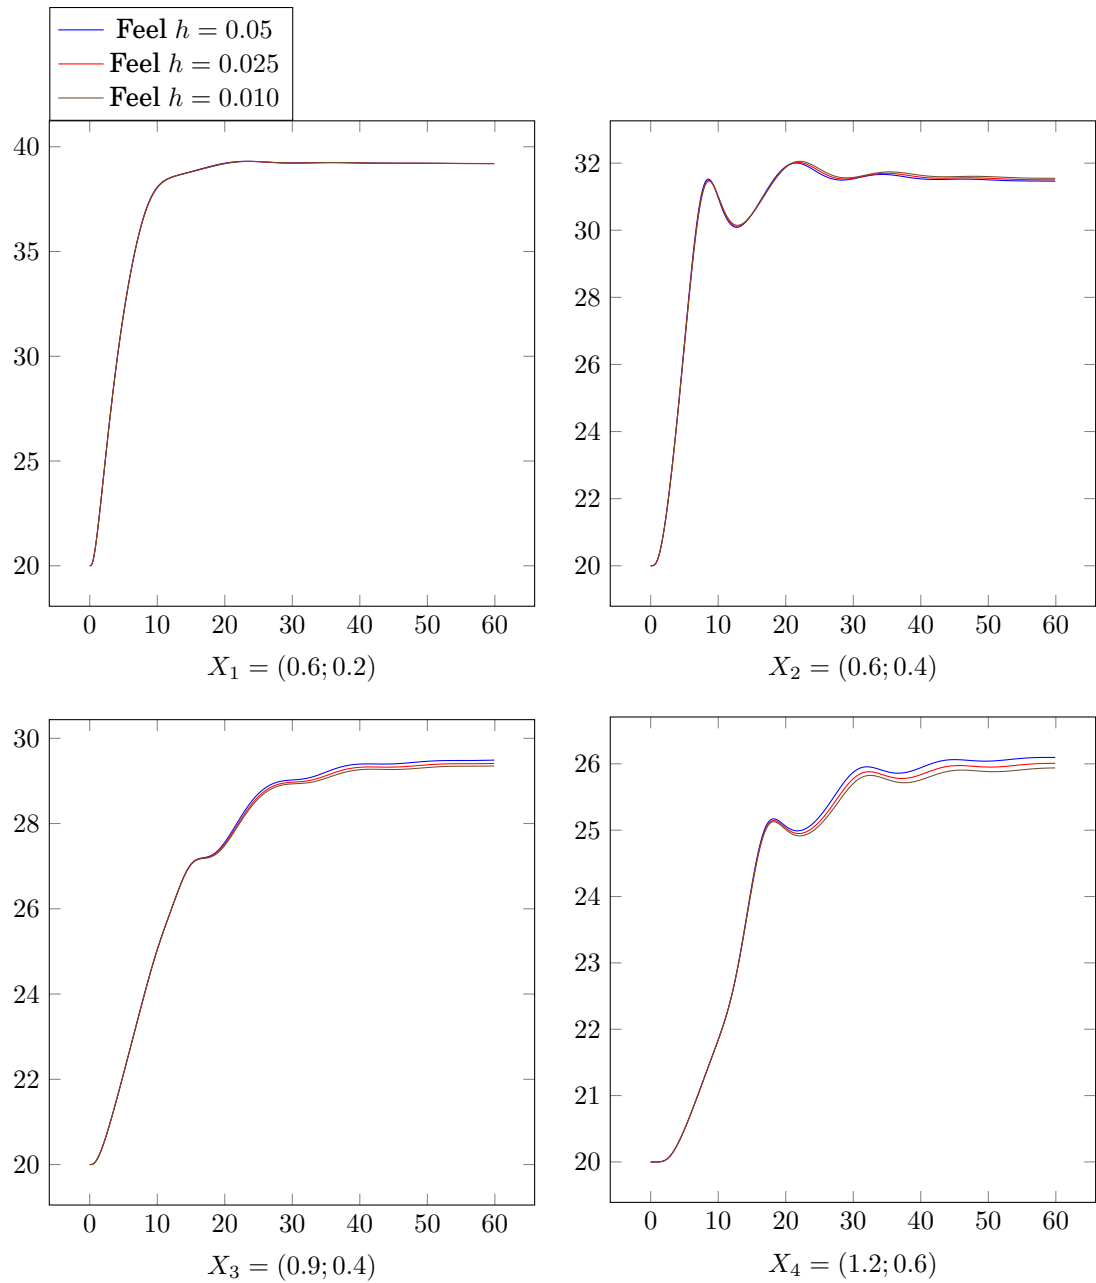 Feel h = 0.05
Feel h = 0.025
Feel h = 0.010
40
35
30
25
20
0 10 20 30 40 50 60
X₁ = (0.6; 0.2)
32
30
28
26
24
22
20
0 10 20 30 40 50 60
X₂ = (0.6; 0.4)
30
28
26
24
22
20
0 10 20 30 40 50 60
X₃ = (0.9; 0.4)
26
25
24
23
22
21
20
0 10 20 30 40 50 60
X₄ = (1.2; 0.6)